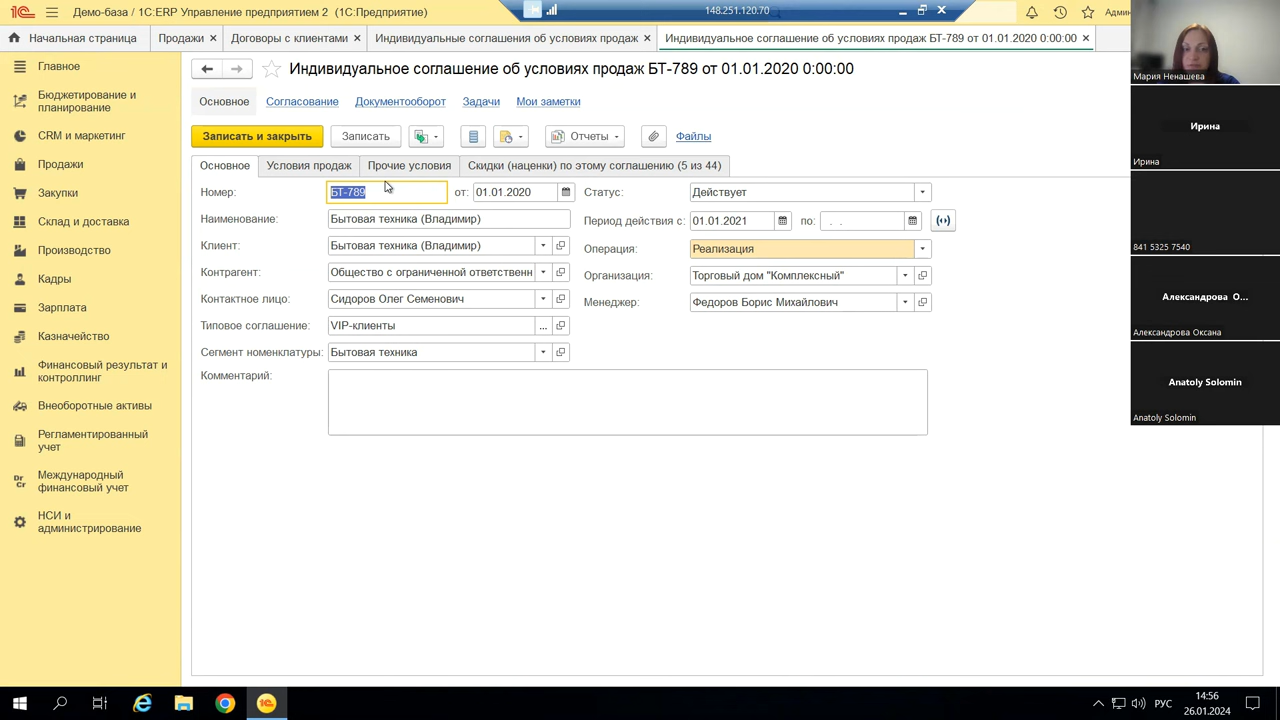 Демо-база / 1С:ERP Управление предприятием 2 (1С:Предприятие)
148.251.120.70
Начальная страница
Продажи
Договоры с клиентами
Индивидуальные соглашения об условиях продаж
Индивидуальное соглашение об условиях продаж БТ-789 от 01.01.2020 0:00:00
Главное
Бюджетирование и
планирование
CRM и маркетинг
Продажи
Закупки
Склад и доставка
Производство
Кадры
Зарплата
Казначейство
Финансовый результат и
контроллинг
Внеоборотные активы
Регламентированный
учет
Международный
финансовый учет
НСИ и
администрирование
Индивидуальное соглашение об условиях продаж БТ-789 от 01.01.2020 0:00:00
Основное
Согласование
Документооборот
Задачи
Мои заметки
Записать и закрыть
Записать
Отчеты
Файлы
Основное
Условия продаж
Прочие условия
Скидки (наценки) по этому соглашению (5 из 44)
Номер: БТ-789 от: 01.01.2020
Статус: Действует
Наименование: Бытовая техника (Владимир)
Период действия с: 01.01.2021 по: . .
Клиент: Бытовая техника (Владимир)
Операция: Реализация
Контрагент: Общество с ограниченной ответственн
Организация: Торговый дом "Комплексный"
Контактное лицо: Сидоров Олег Семенович
Менеджер: Федоров Борис Михайлович
Типовое соглашение: VIP-клиенты
Сегмент номенклатуры: Бытовая техника
Комментарий:
Мария Ненашева
Ирина
Ирина
841 5325 7540
Александрова О...
Александрова Оксана
Anatoly Solomin
Anatoly Solomin
РУС
14:56
26.01.2024